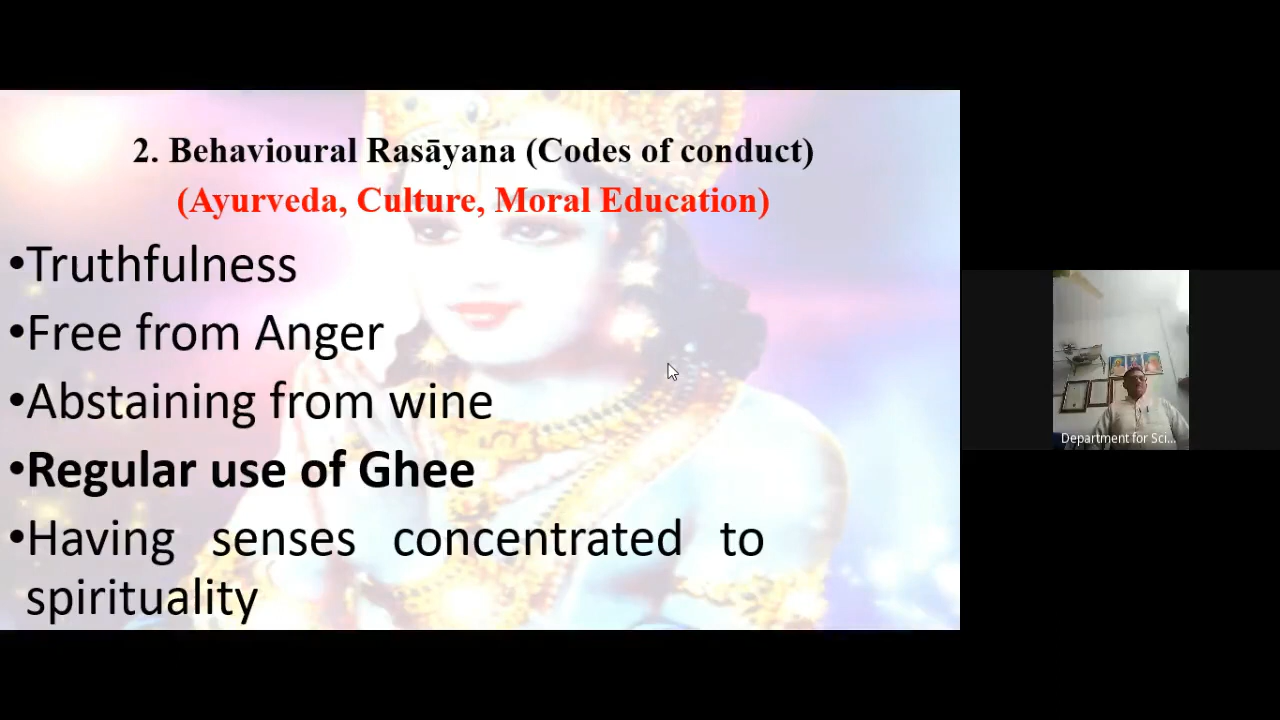 2. Behavioural Rasāyana (Codes of conduct)
(Ayurveda, Culture, Moral Education)
•Truthfulness
•Free from Anger
•Abstaining from wine
•Regular use of Ghee
•Having senses concentrated to
spirituality
Department for Sci...